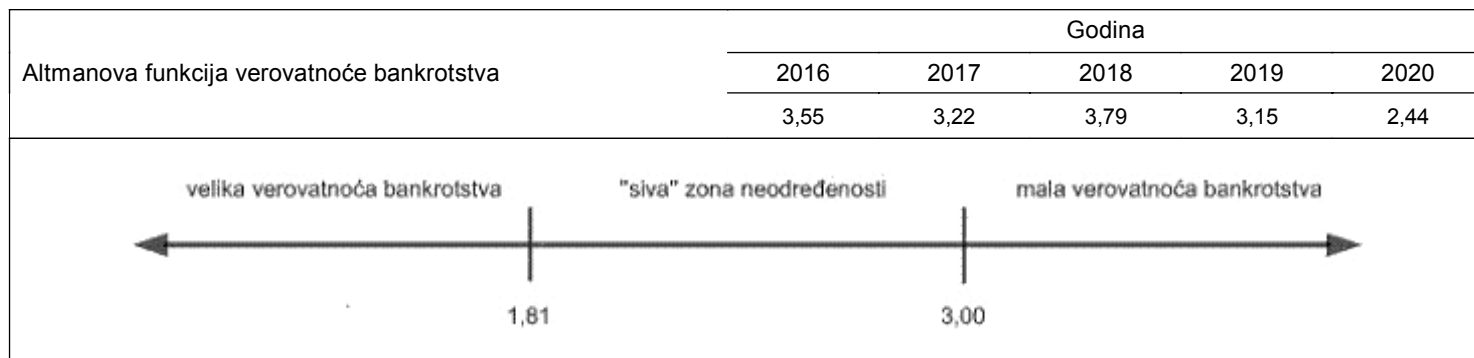 Godina
Altmanova funkcija verovatnoće bankrotstva 2016 2017 2018 2019 2020
3,55 3,22 3,79 3,15 2,44
velika verovatnoća bankrotstva "siva" zona neodređenosti mala verovatnoća bankrotstva
1,81 3,00